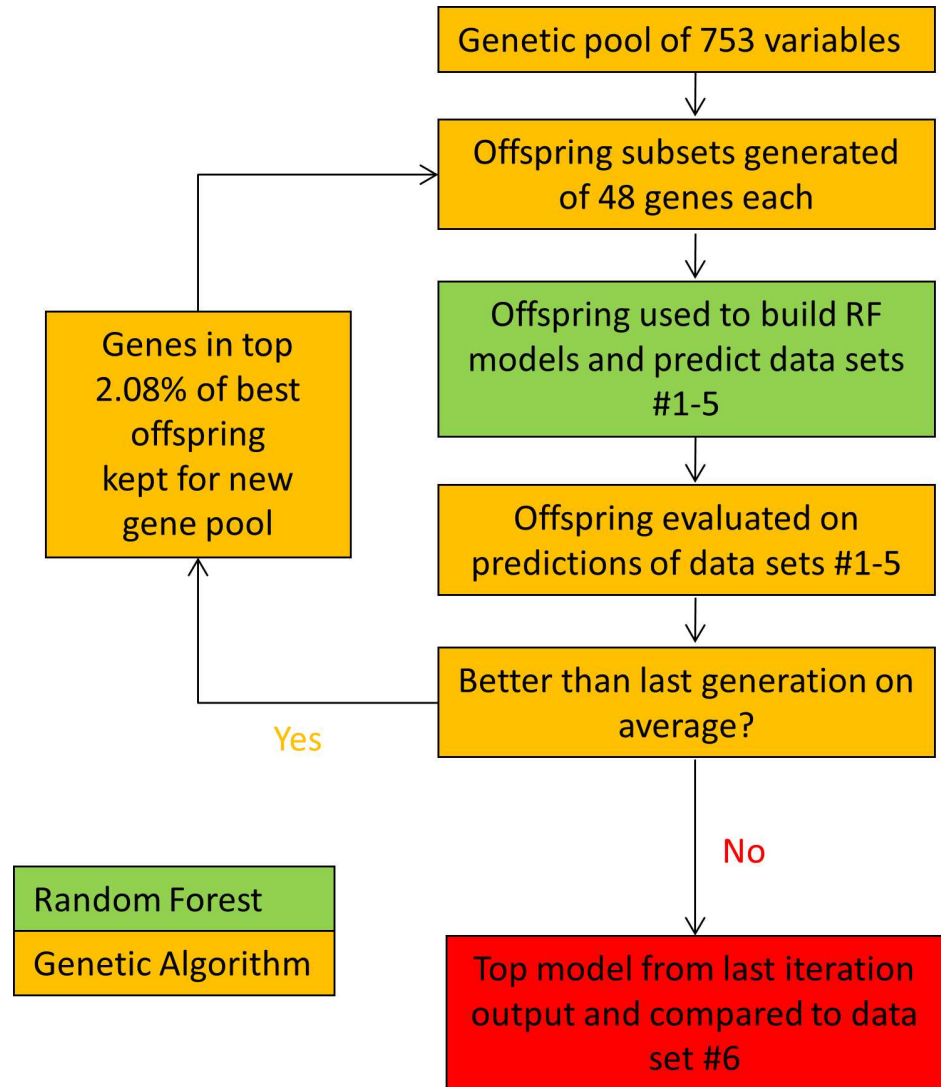 Genetic pool of 753 variables
Offspring subsets generated
of 48 genes each
Offspring used to build RF
models and predict data sets
#1-5
Genes in top
2.08% of best
offspring
kept for new
gene pool
Offspring evaluated on
predictions of data sets #1-5
Better than last generation on
average?
Yes
No
Random Forest
Genetic Algorithm
Top model from last iteration
output and compared to data
set #6